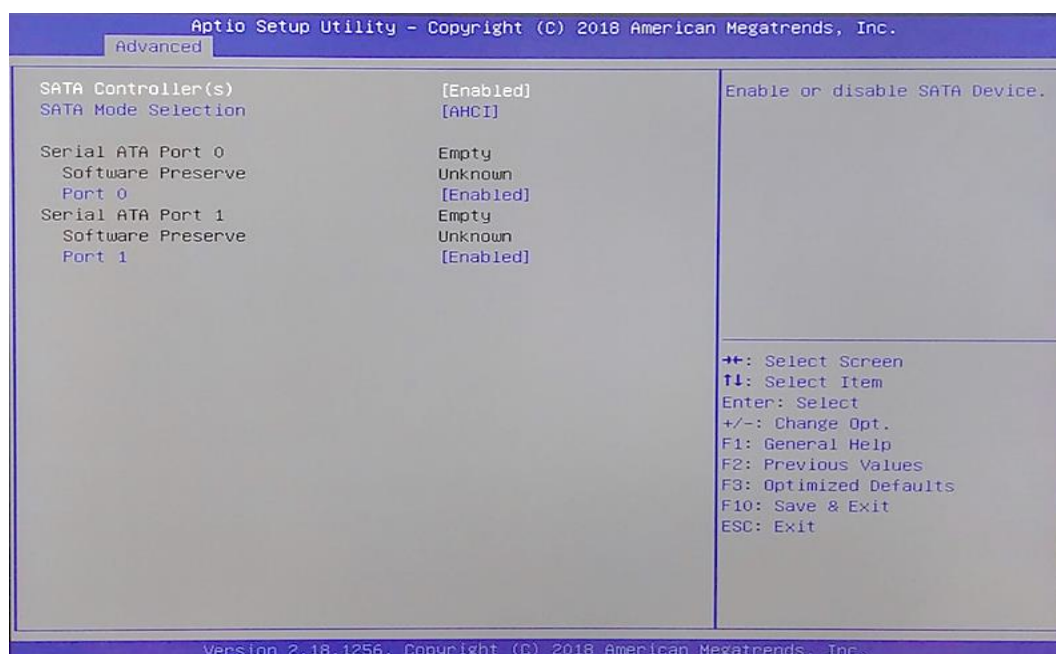 Aptio Setup Utility – Copyright (C) 2018 American Megatrends, Inc.
Advanced
SATA Controller(s) [Enabled]
SATA Mode Selection [AHCI]
Serial ATA Port 0 Empty
Software Preserve Unknown
Port 0 [Enabled]
Serial ATA Port 1 Empty
Software Preserve Unknown
Port 1 [Enabled]
Enable or disable SATA Device.
→←: Select Screen
↑↓: Select Item
Enter: Select
+/-: Change Opt.
F1: General Help
F2: Previous Values
F3: Optimized Defaults
F10: Save & Exit
ESC: Exit
Version 2.18.1256. Copyright (C) 2018 American Megatrends, Inc.